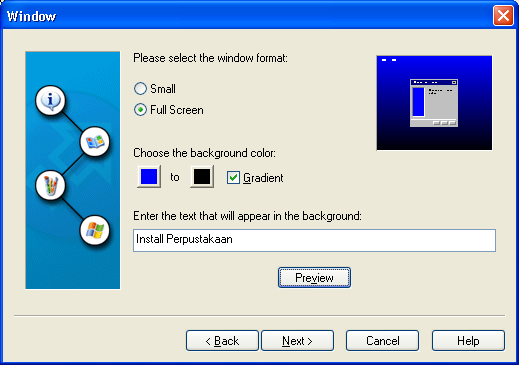 Window
Please select the window format:
Small
Full Screen
Choose the background color:
to
Gradient
Enter the text that will appear in the background:
Install Perpustakaan
Preview
< Back
Next >
Cancel
Help